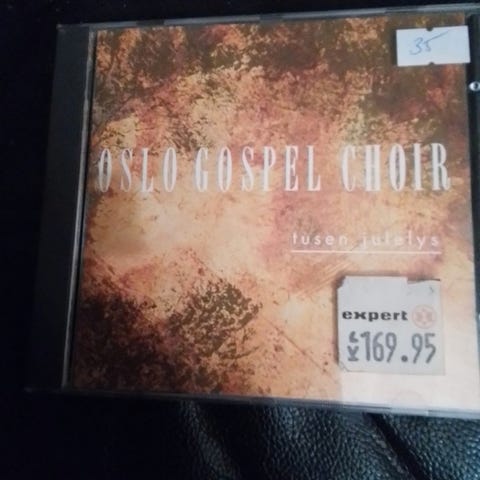 35
OSLO GOSPEL CHOIR
tusen julelys
expert
169.95